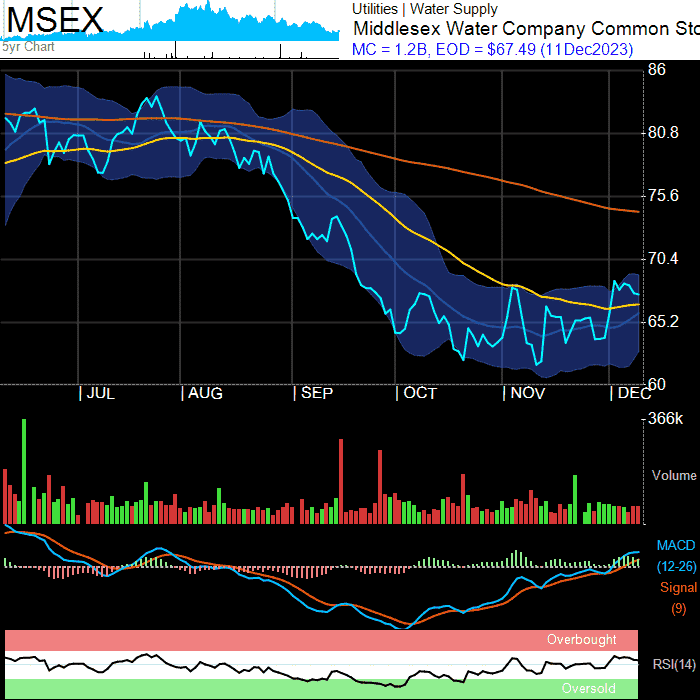 MSEX
5yr Chart
Utilities | Water Supply
Middlesex Water Company Common Sto
MC = 1.2B, EOD = $67.49 (11Dec2023)
86
80.8
75.6
70.4
65.2
60
| JUL | AUG | SEP | OCT | NOV | DEC
366k
Volume
MACD
(12-26)
Signal
(9)
Overbought
RSI(14)
Oversold